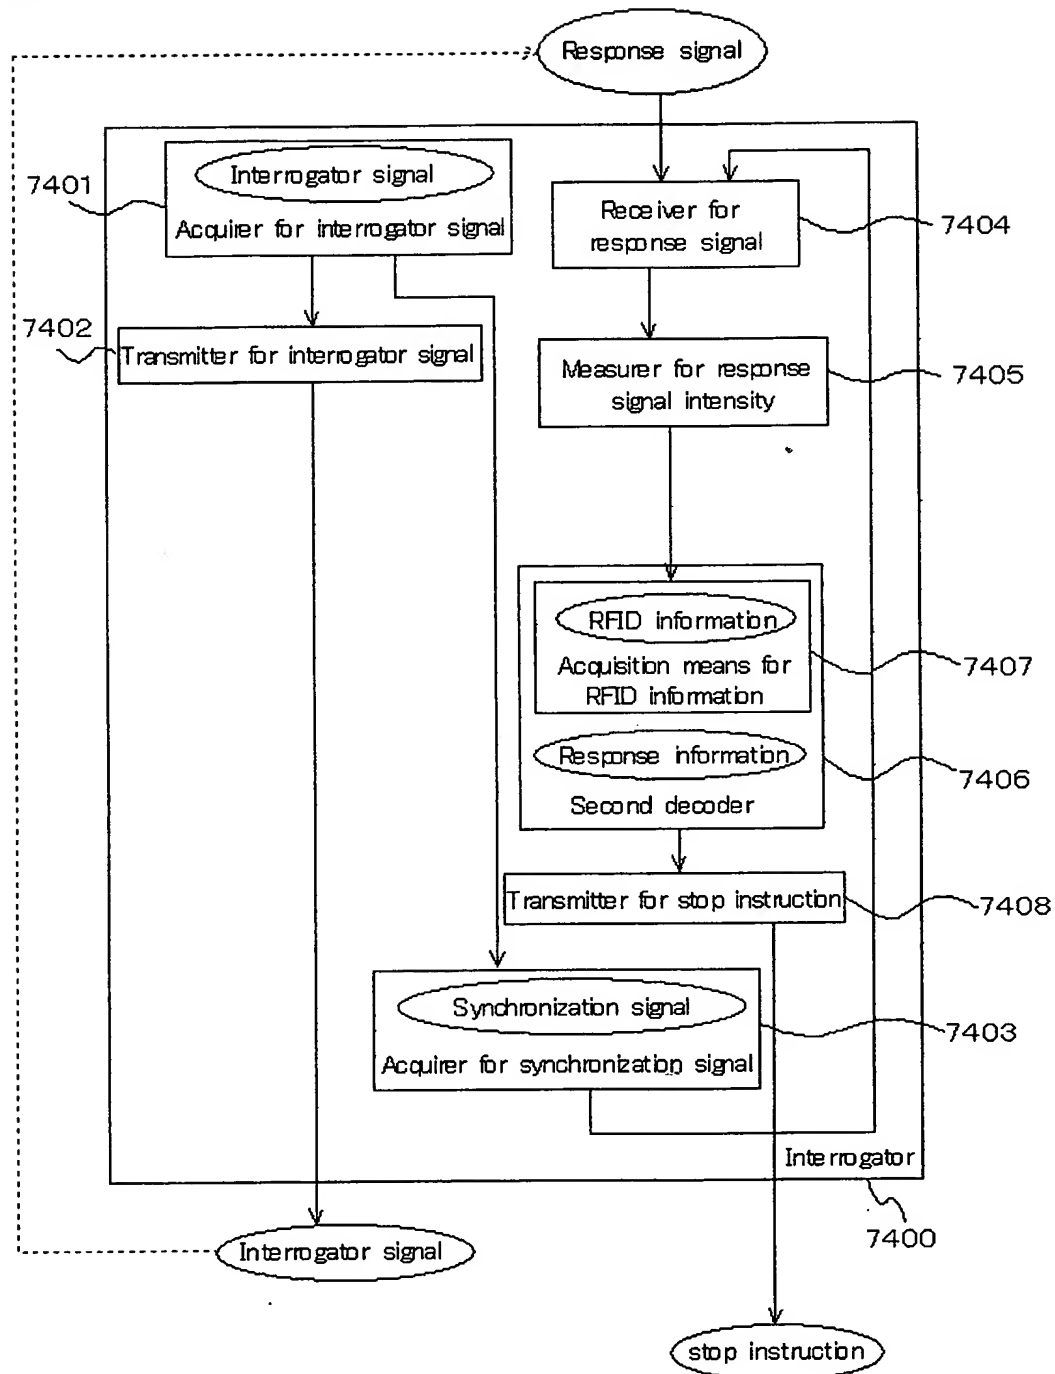 Response signal
7401
Interrogator signal
Acquirer for interrogator signal
Receiver for
response signal
7404
7402
Transmitter for interrogator signal
Measurer for response
signal intensity
7405
RFID information
Acquisition means for
RFID information
7407
Response information
7406
Second decoder
Transmitter for stop instruction
7408
Synchronization signal
7403
Acquirer for synchronization signal
Interrogator
7400
Interrogator signal
stop instruction